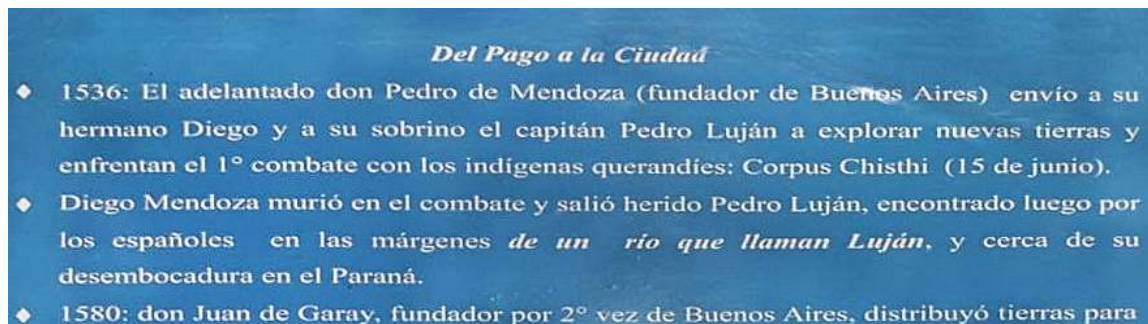 Del Pago a la Ciudad
◆ 1536: El adelantado don Pedro de Mendoza (fundador de Buenos Aires) envío a su
hermano Diego y a su sobrino el capitán Pedro Luján a explorar nuevas tierras y
enfrentan el 1° combate con los indígenas querandíes: Corpus Chisthi (15 de junio).
◆ Diego Mendoza murió en el combate y salió herido Pedro Luján, encontrado luego por
los españoles en las márgenes de un río que llaman Luján, y cerca de su
desembocadura en el Paraná.
◆ 1580: don Juan de Garay, fundador por 2° vez de Buenos Aires, distribuyó tierras para